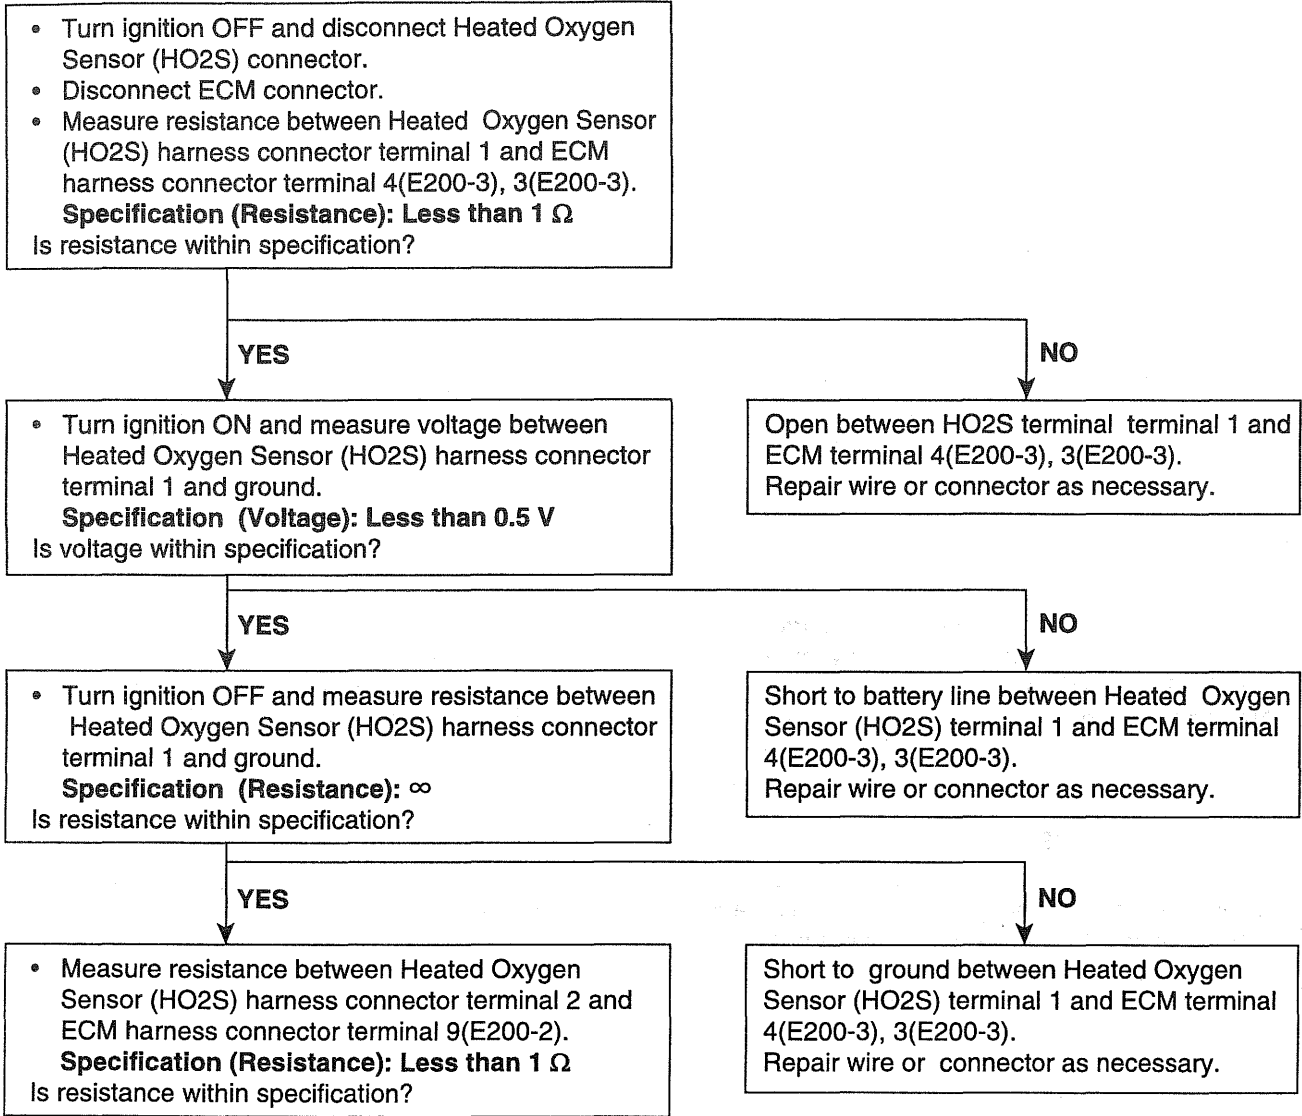 • Turn ignition OFF and disconnect Heated Oxygen
Sensor (HO2S) connector.
• Disconnect ECM connector.
• Measure resistance between Heated Oxygen Sensor
(HO2S) harness connector terminal 1 and ECM
harness connector terminal 4(E200-3), 3(E200-3).
Specification (Resistance): Less than 1 Ω
Is resistance within specification?
YES
NO
• Turn ignition ON and measure voltage between
Heated Oxygen Sensor (HO2S) harness connector
terminal 1 and ground.
Specification (Voltage): Less than 0.5 V
Is voltage within specification?
Open between HO2S terminal terminal 1 and
ECM terminal 4(E200-3), 3(E200-3).
Repair wire or connector as necessary.
YES
NO
• Turn ignition OFF and measure resistance between
Heated Oxygen Sensor (HO2S) harness connector
terminal 1 and ground.
Specification (Resistance): ∞
Is resistance within specification?
Short to battery line between Heated Oxygen
Sensor (HO2S) terminal 1 and ECM terminal
4(E200-3), 3(E200-3).
Repair wire or connector as necessary.
YES
NO
• Measure resistance between Heated Oxygen
Sensor (HO2S) harness connector terminal 2 and
ECM harness connector terminal 9(E200-2).
Specification (Resistance): Less than 1 Ω
Is resistance within specification?
Short to ground between Heated Oxygen
Sensor (HO2S) terminal 1 and ECM terminal
4(E200-3), 3(E200-3).
Repair wire or connector as necessary.